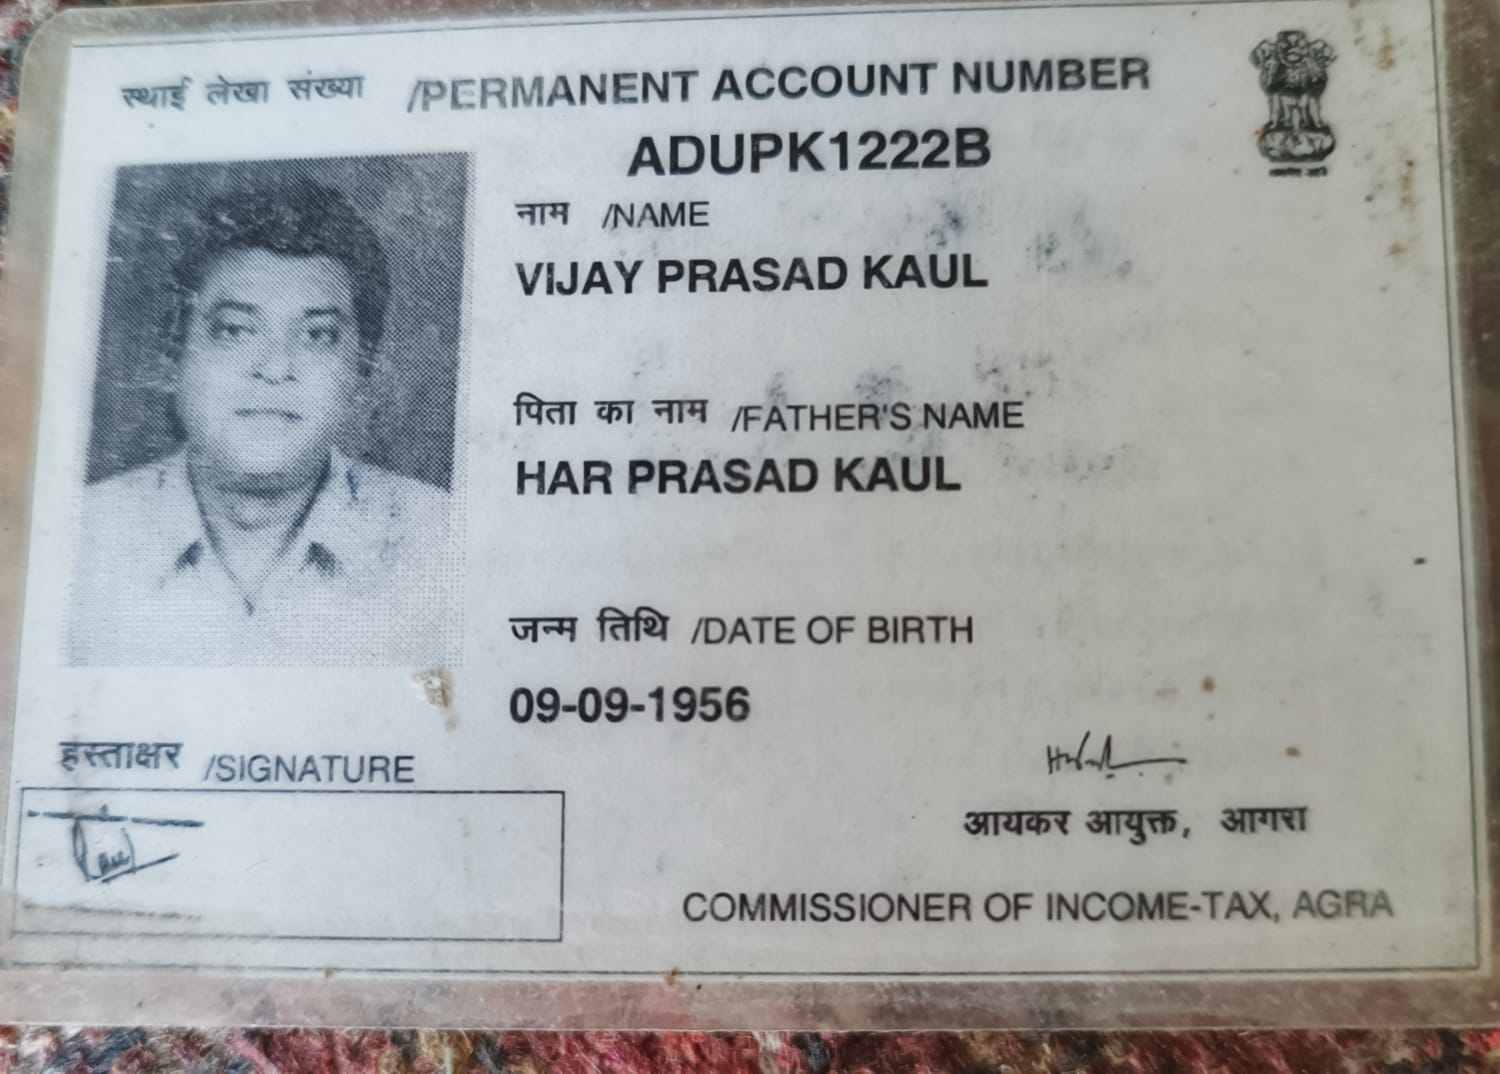 स्थाई लेखा संख्या /PERMANENT ACCOUNT NUMBER
ADUPK1222B
नाम /NAME
VIJAY PRASAD KAUL
पिता का नाम /FATHER'S NAME
HAR PRASAD KAUL
जन्म तिथि /DATE OF BIRTH
09-09-1956
हस्ताक्षर /SIGNATURE
आयकर आयुक्त, आगरा
COMMISSIONER OF INCOME-TAX, AGRA